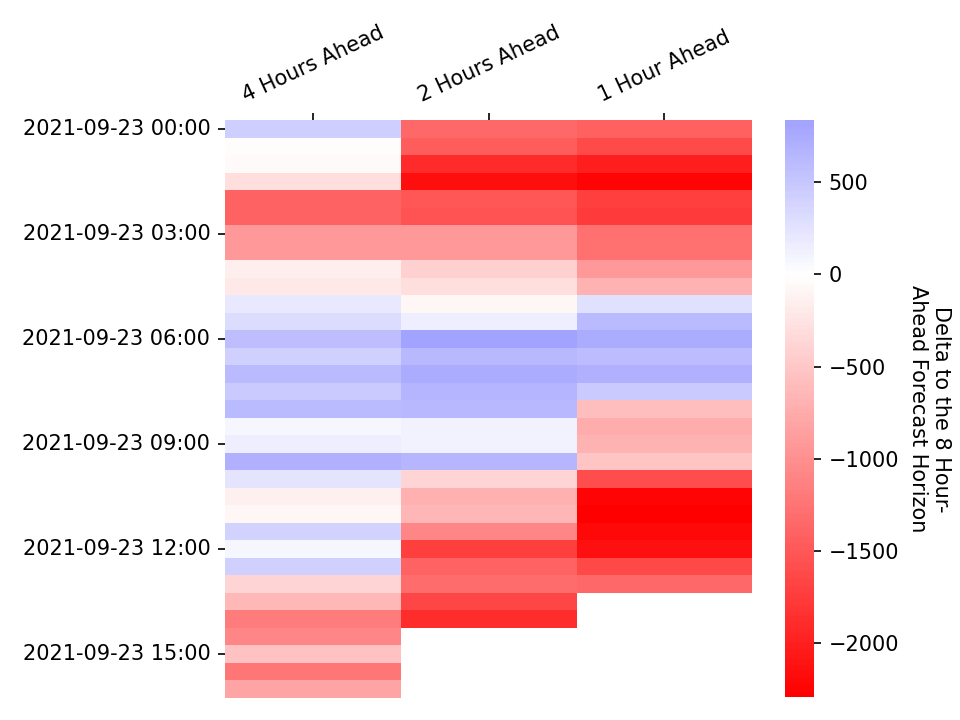 4 Hours Ahead
2 Hours Ahead
1 Hour Ahead
2021-09-23 00:00
2021-09-23 03:00
2021-09-23 06:00
2021-09-23 09:00
2021-09-23 12:00
2021-09-23 15:00
500
0
−500
−1000
−1500
−2000
Delta to the 8 Hour-
Ahead Forecast Horizon